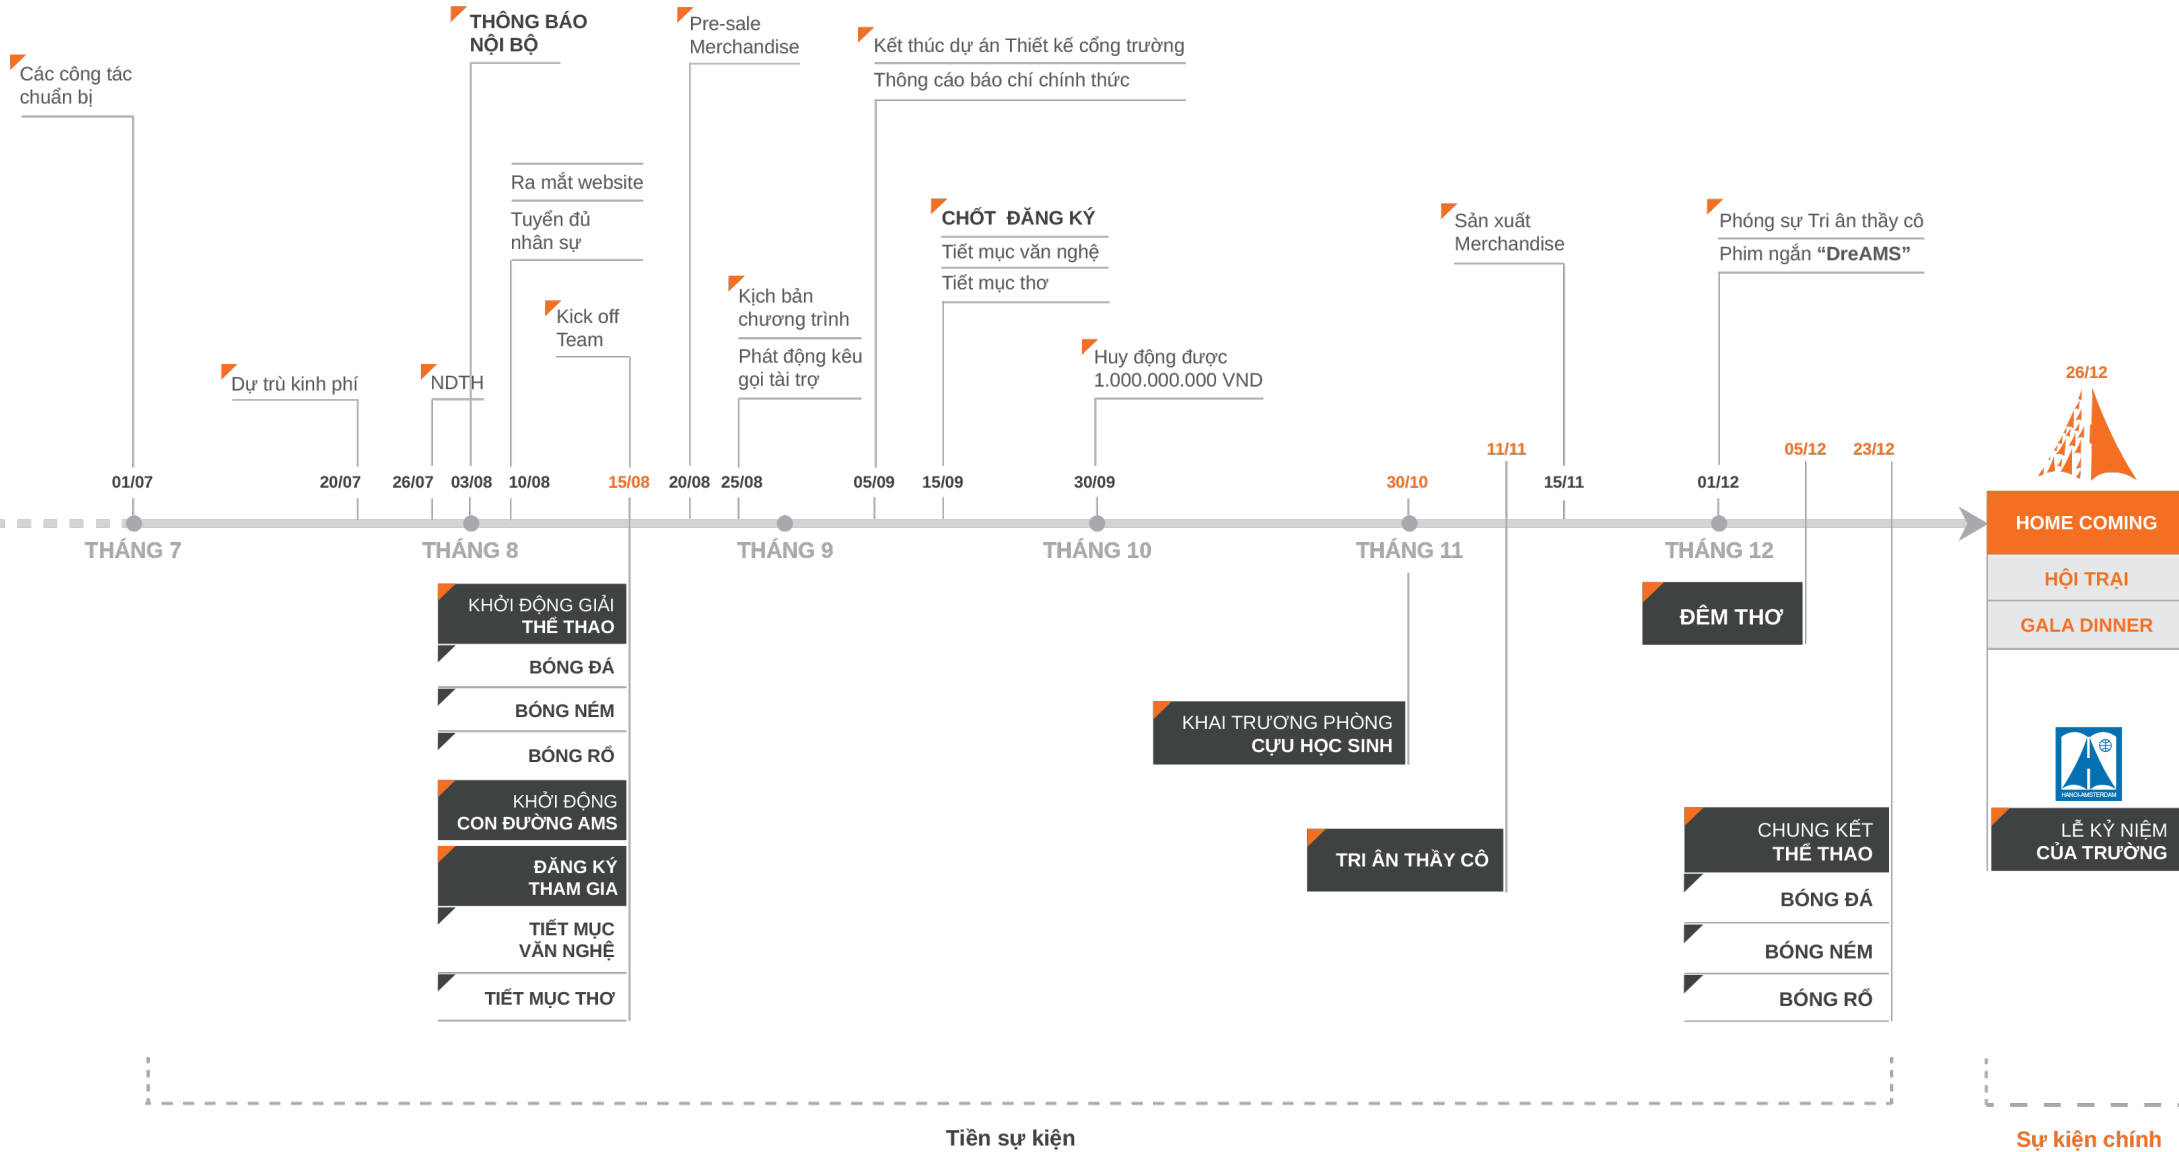 Các công tác
chuẩn bị
Dự trù kinh phí
NDTH
THÔNG BÁO
NỘI BỘ
Ra mắt website
Tuyển đủ
nhân sự
Kick off
Team
Pre-sale
Merchandise
Kịch bản
chương trình
Phát động kêu
gọi tài trợ
Kết thúc dự án Thiết kế cổng trường
Thông cáo báo chí chính thức
CHỐT ĐĂNG KÝ
Tiết mục văn nghệ
Tiết mục thơ
Huy động được
1.000.000.000 VND
Sản xuất
Merchandise
Phóng sự Tri ân thầy cô
Phim ngắn “DreAMS”
01/07
20/07
26/07
03/08
10/08
15/08
20/08
25/08
05/09
15/09
30/09
30/10
11/11
15/11
01/12
05/12
23/12
26/12
THÁNG 7
THÁNG 8
THÁNG 9
THÁNG 10
THÁNG 11
THÁNG 12
HOME COMING
HỘI TRẠI
GALA DINNER
KHỞI ĐỘNG GIẢI
THỂ THAO
BÓNG ĐÁ
BÓNG NÉM
BÓNG RỔ
KHỞI ĐỘNG
CON ĐƯỜNG AMS
ĐĂNG KÝ
THAM GIA
TIẾT MỤC
VĂN NGHỆ
TIẾT MỤC THƠ
KHAI TRƯƠNG PHÒNG
CỰU HỌC SINH
TRI ÂN THẦY CÔ
ĐÊM THƠ
CHUNG KẾT
THỂ THAO
BÓNG ĐÁ
BÓNG NÉM
BÓNG RỔ
HANOI-AMSTERDAM
LỄ KỶ NIỆM
CỦA TRƯỜNG
Tiền sự kiện
Sự kiện chính